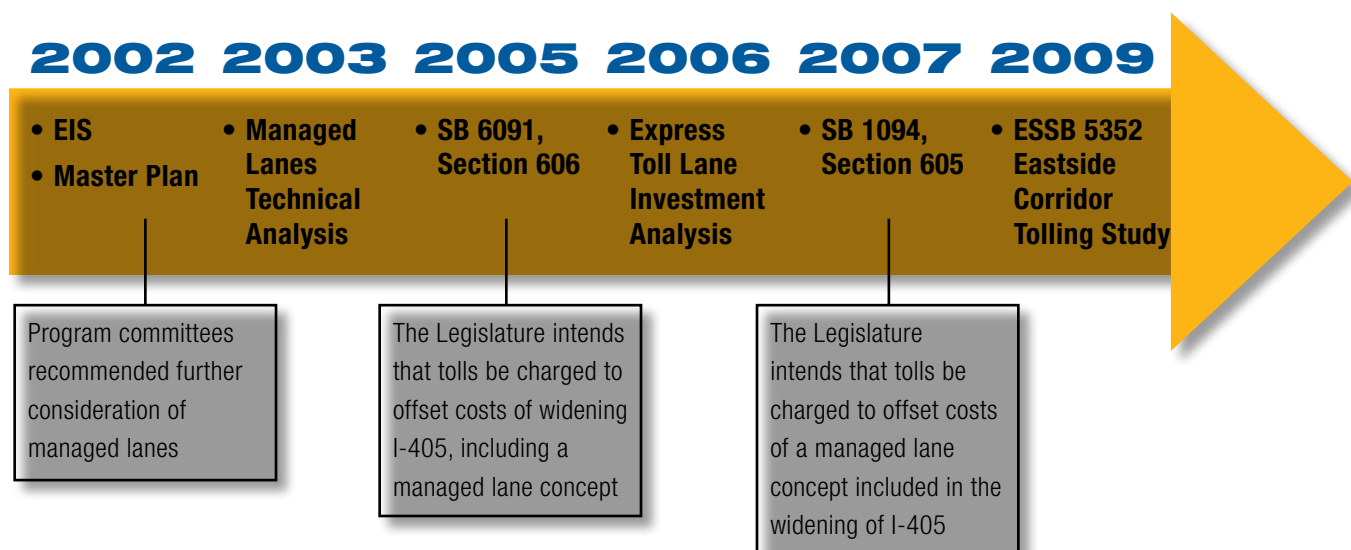 2002 2003 2005 2006 2007 2009
• EIS
• Master Plan
• Managed
Lanes
Technical
Analysis
• SB 6091,
Section 606
• Express
Toll Lane
Investment
Analysis
• SB 1094,
Section 605
• ESSB 5352
Eastside
Corridor
Tolling Study
Program committees
recommended further
consideration of
managed lanes
The Legislature intends
that tolls be charged to
offset costs of widening
I-405, including a
managed lane concept
The Legislature
intends that tolls be
charged to offset costs
of a managed lane
concept included in the
widening of I-405